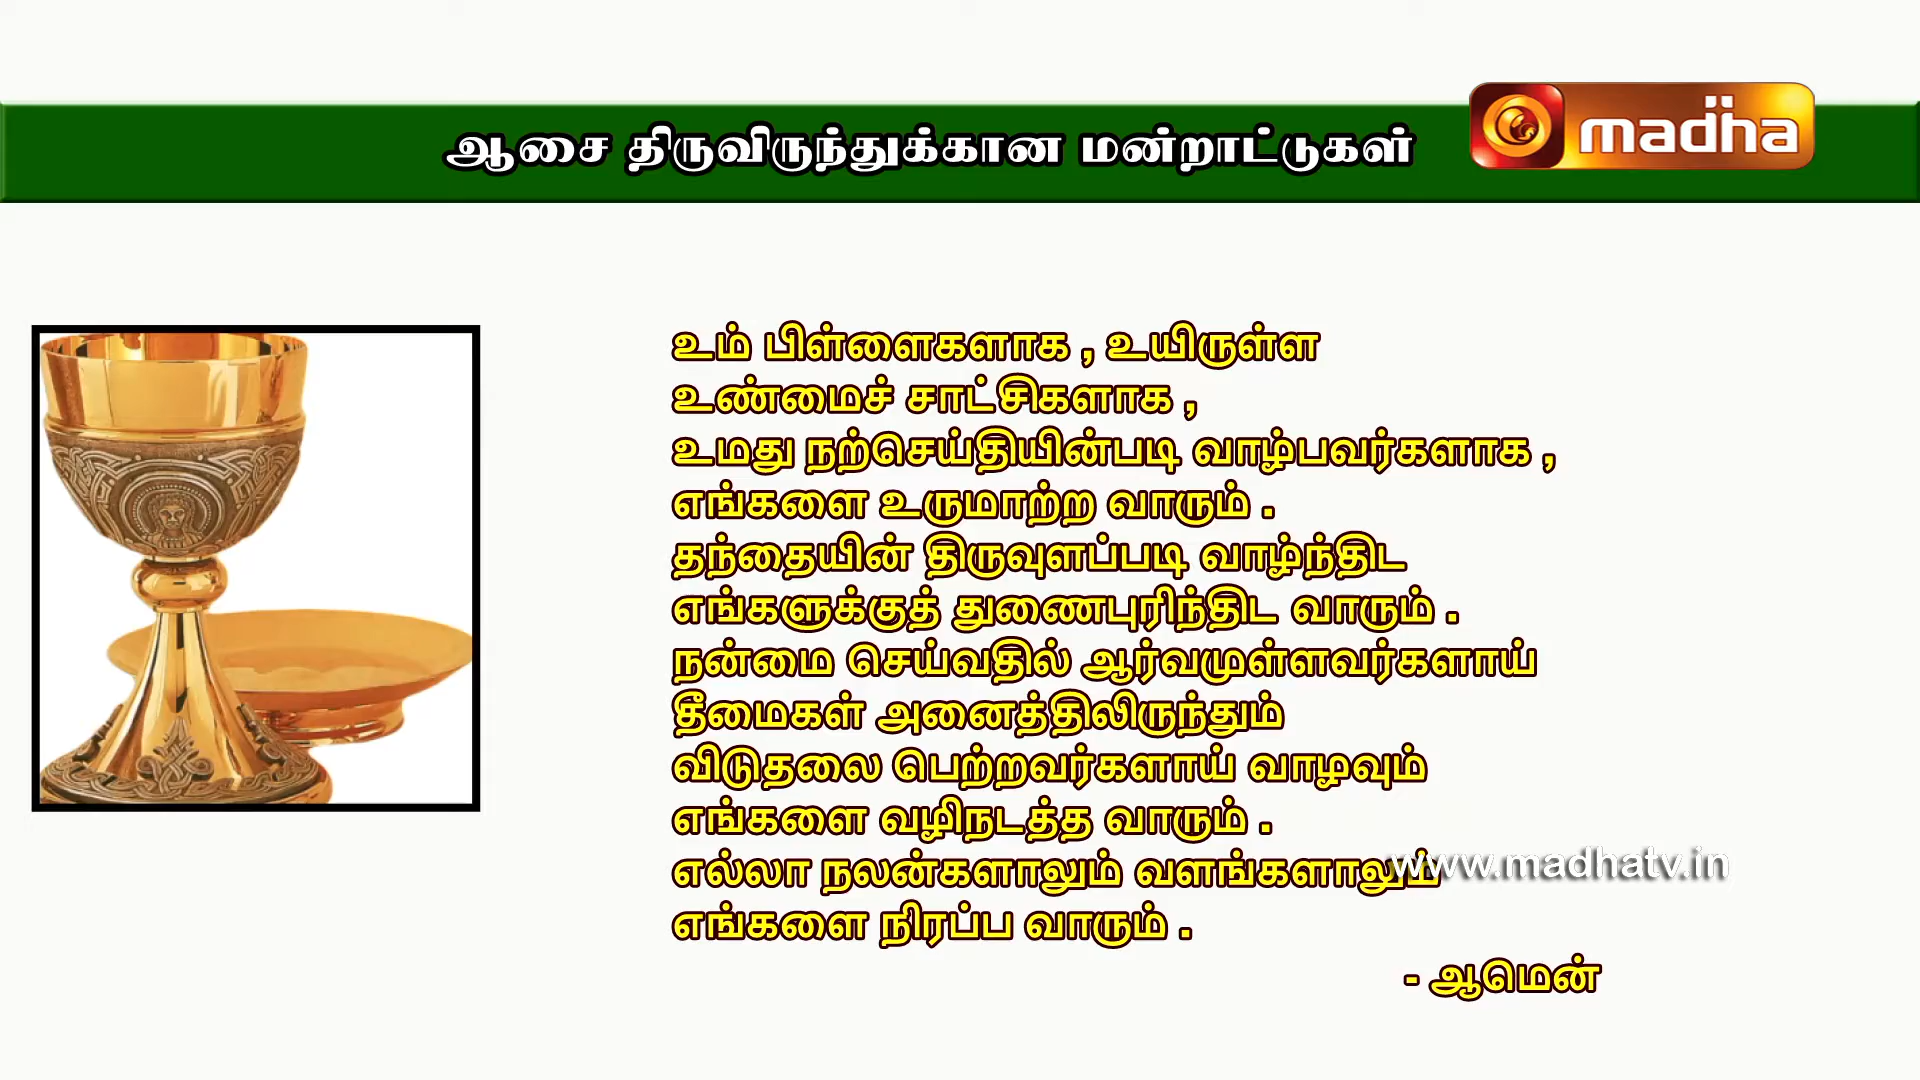 ஆசை திருவிருந்துக்கான மன்றாட்டுகள்
madha
உம் பிள்ளைகளாக , உயிருள்ள
உண்மைச் சாட்சிகளாக ,
உமது நற்செய்தியின்படி வாழ்பவர்களாக ,
எங்களை உருமாற்ற வாரும் .
தந்தையின் திருவுளப்படி வாழ்ந்திட
எங்களுக்குத் துணைபுரிந்திட வாரும் .
நன்மை செய்வதில் ஆர்வமுள்ளவர்களாய்
தீமைகள் அனைத்திலிருந்தும்
விடுதலை பெற்றவர்களாய் வாழவும்
எங்களை வழிநடத்த வாரும் .
எல்லா நலன்களாலும் வளங்களாலும்
www.madhatv.in
எங்களை நிரப்ப வாரும் .
- ஆமென்